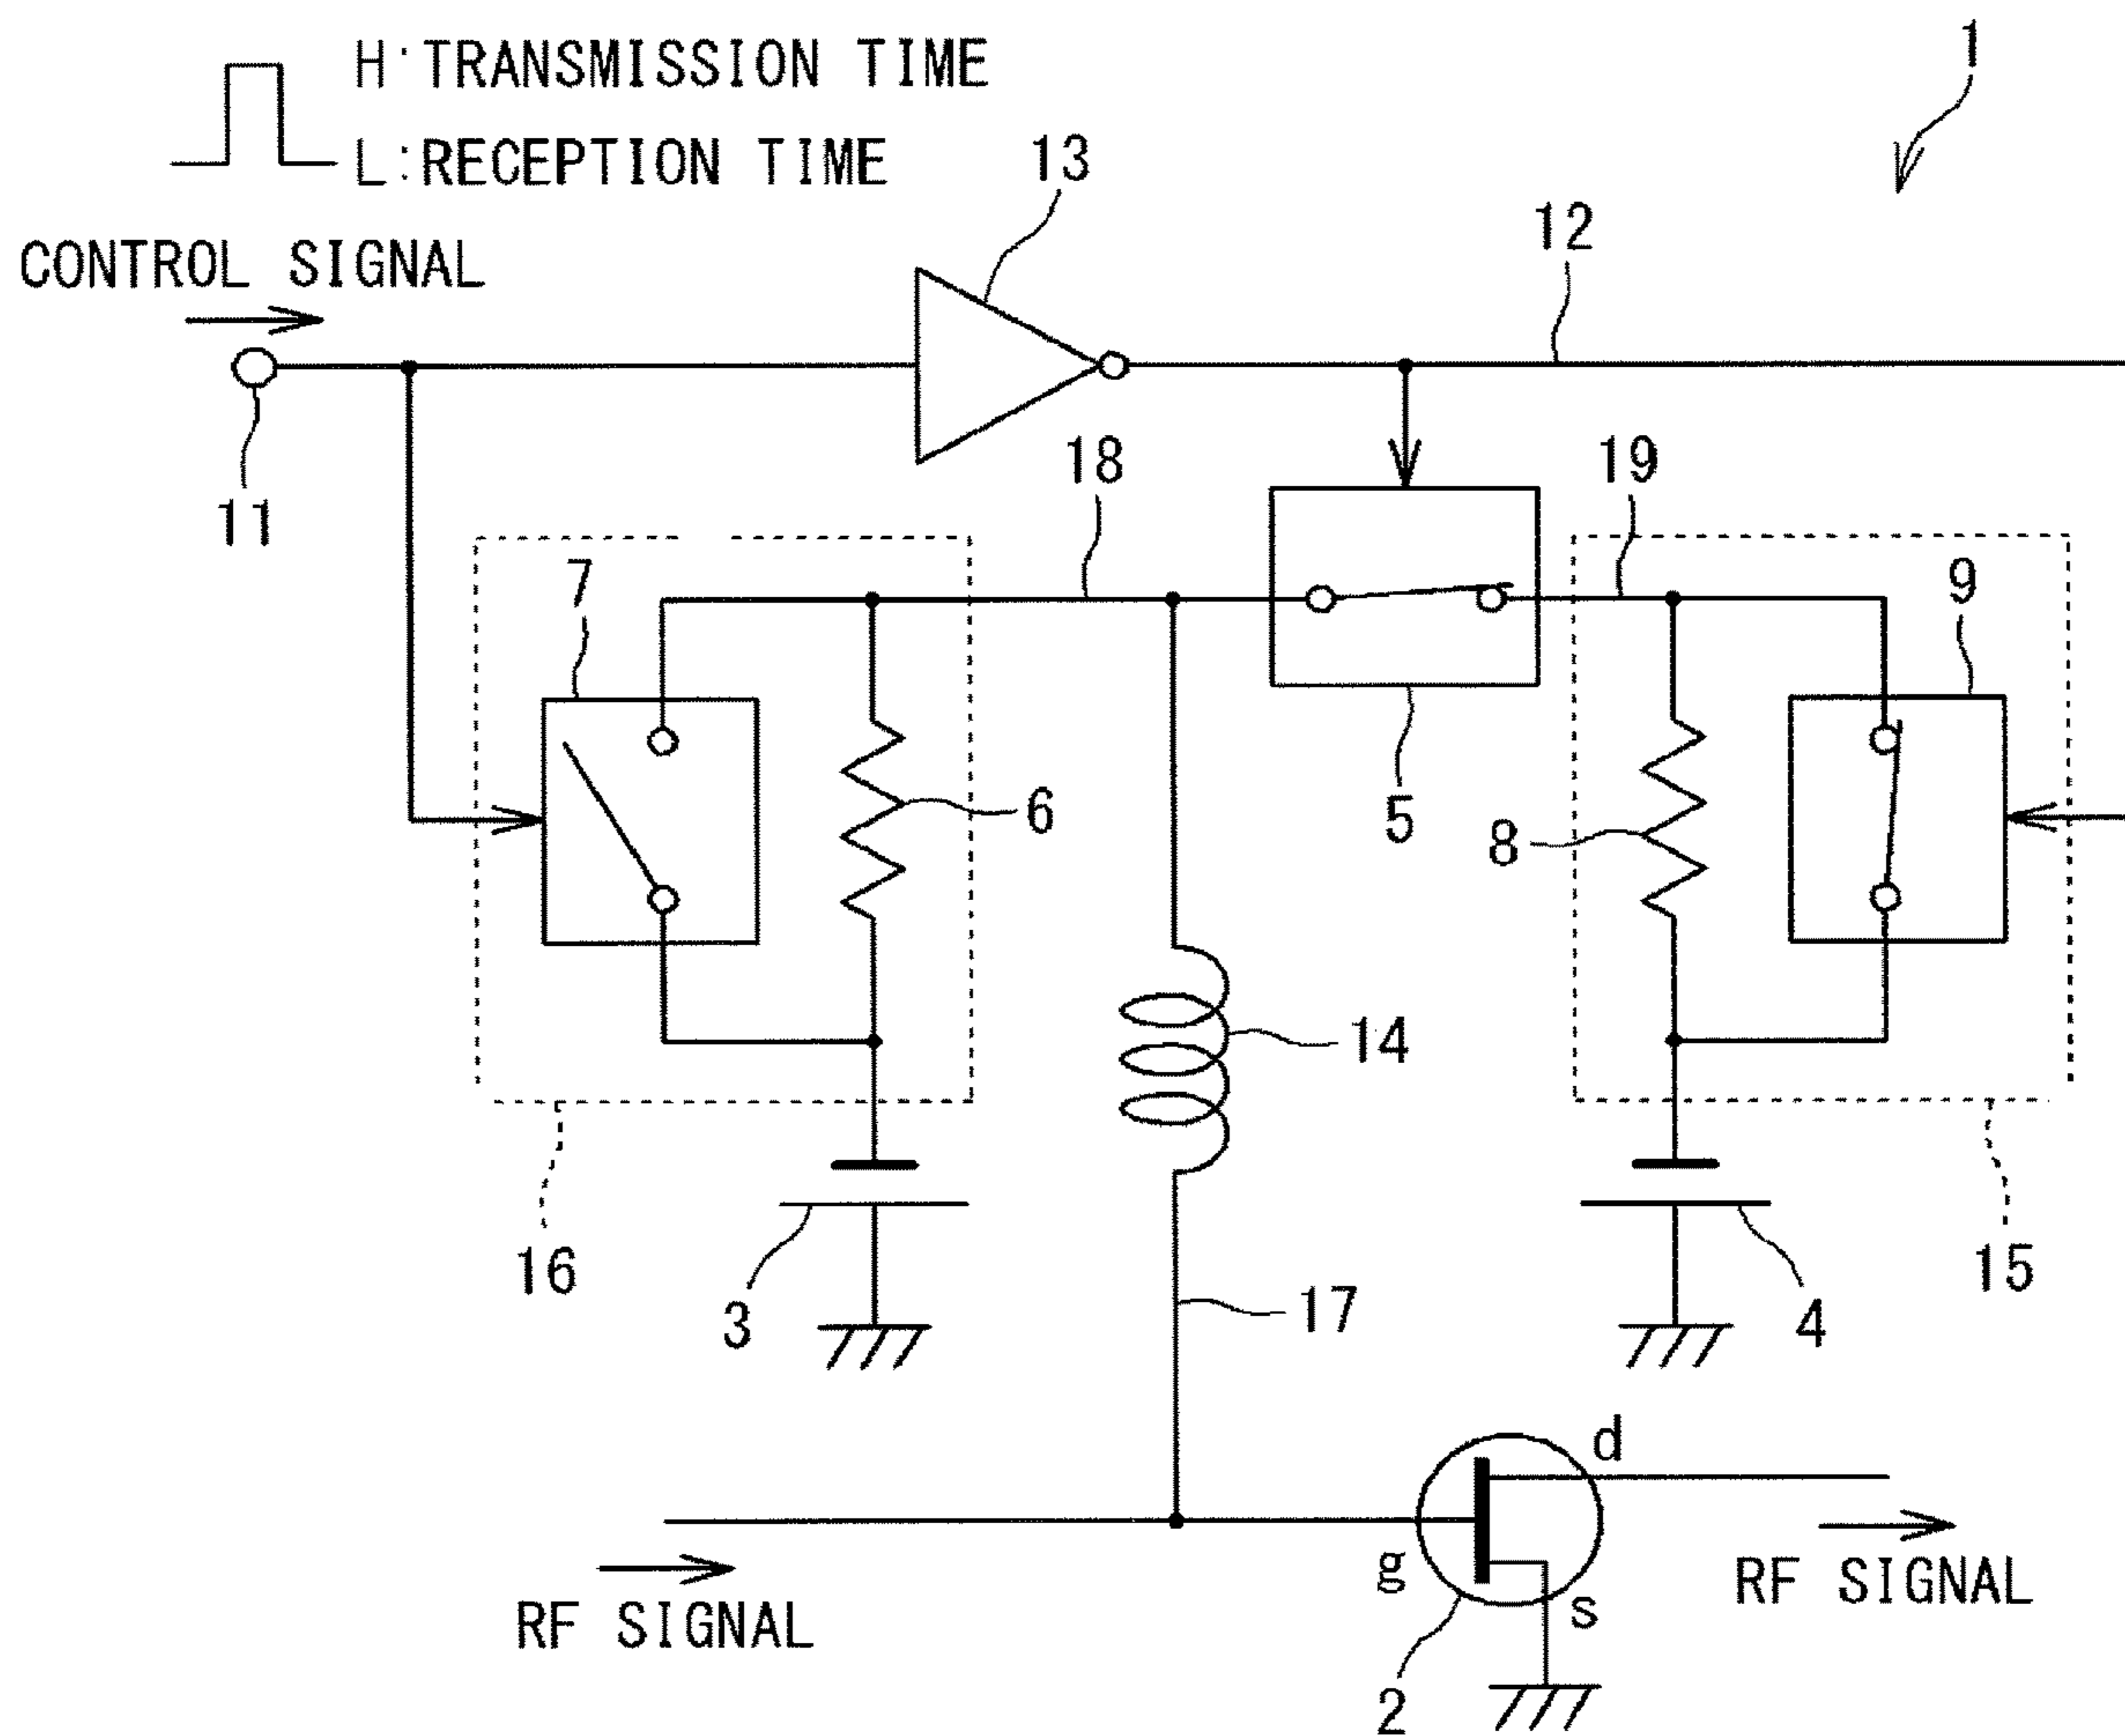 H:TRANSMISSION TIME
L:RECEPTION TIME
CONTROL SIGNAL
1
13
12
11
18
19
7
9
6
5
8
14
16
3
17
4
15
d
g
s
RF SIGNAL
RF SIGNAL
2